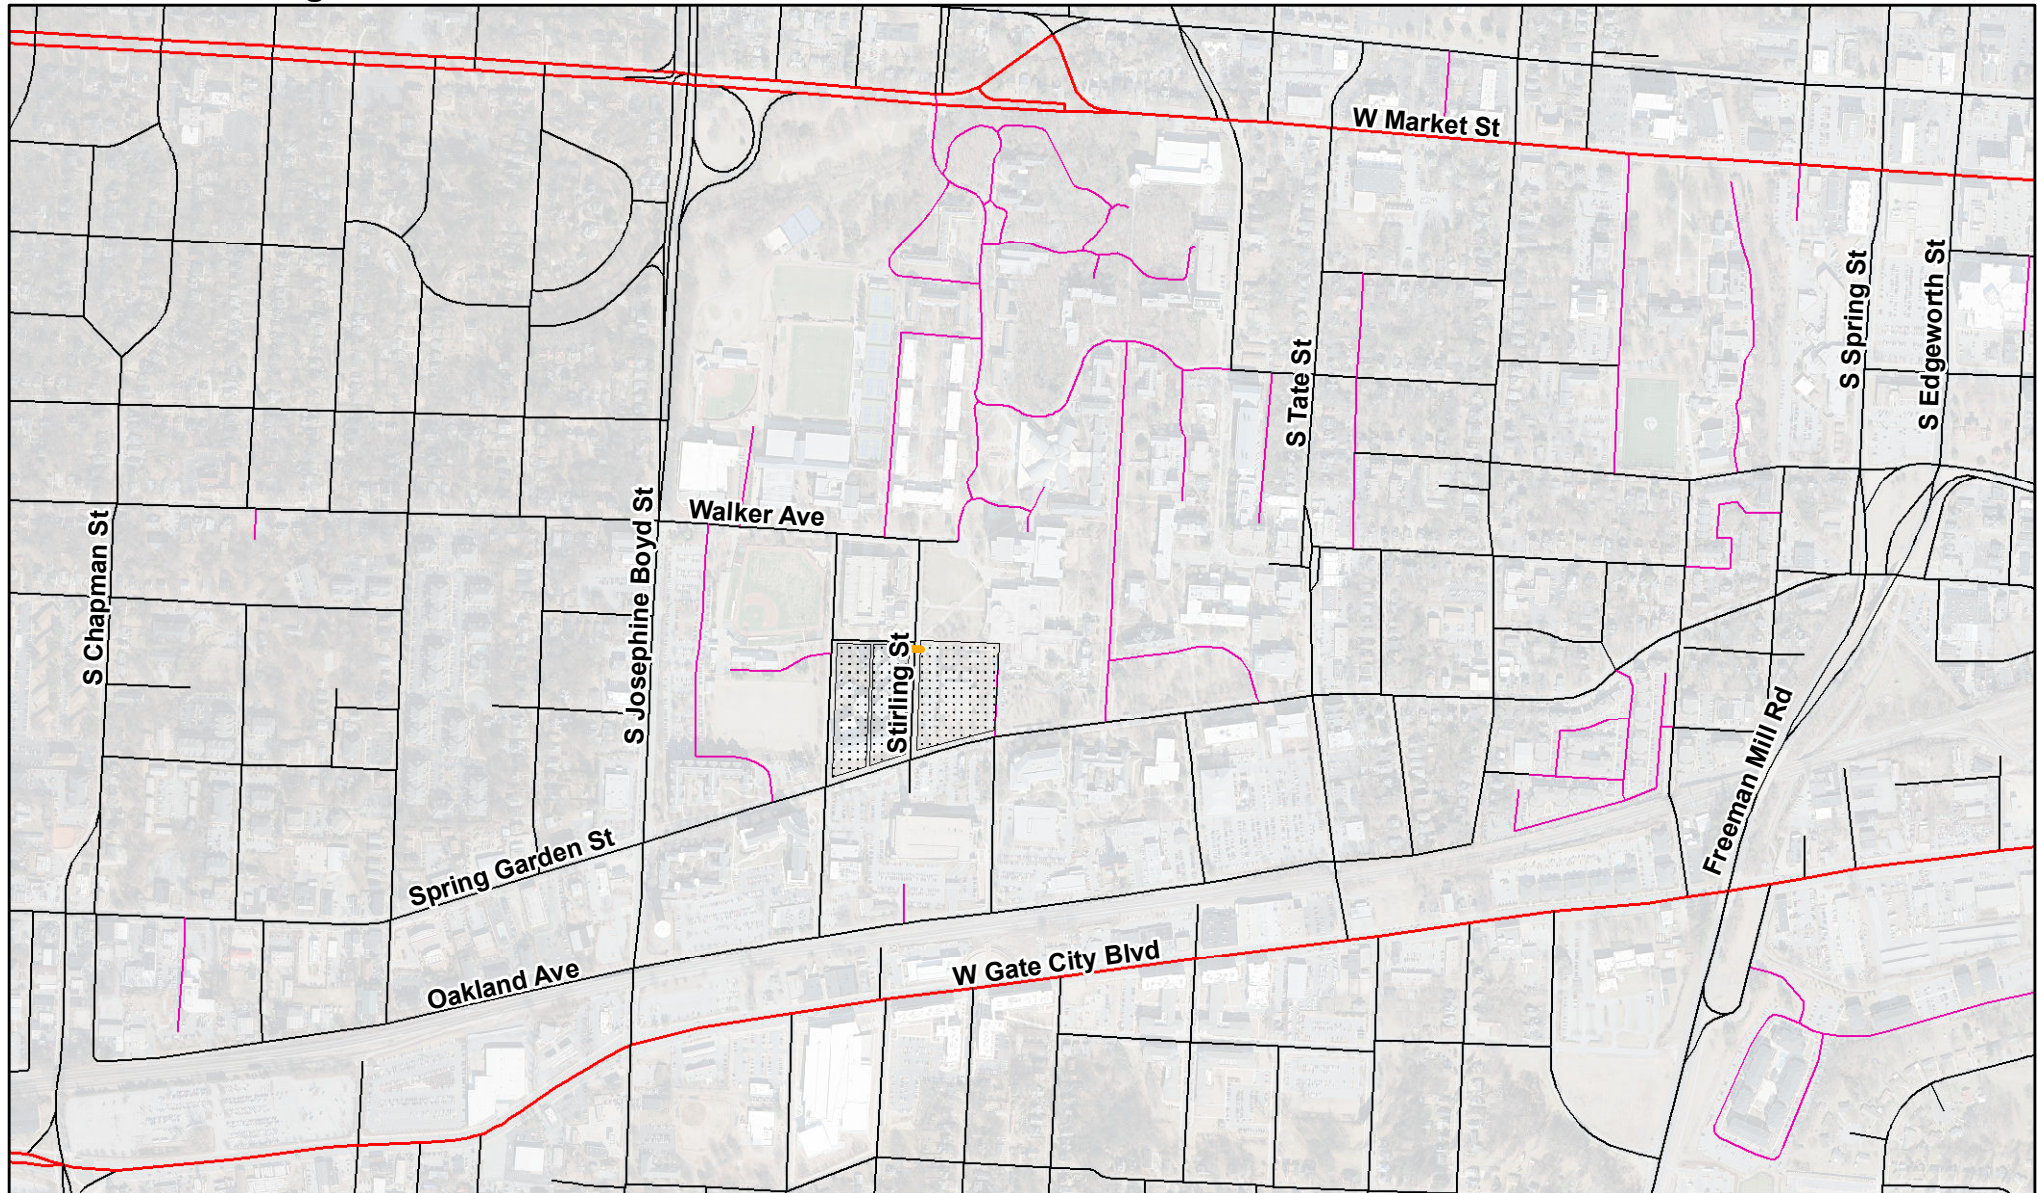 W Market St
S Spring St
S Edgeworth St
S Tate St
Walker Ave
S Josephine Boyd St
S Chapman St
Stirling St
Freeman Mill Rd
Spring Garden St
W Gate City Blvd
Oakland Ave